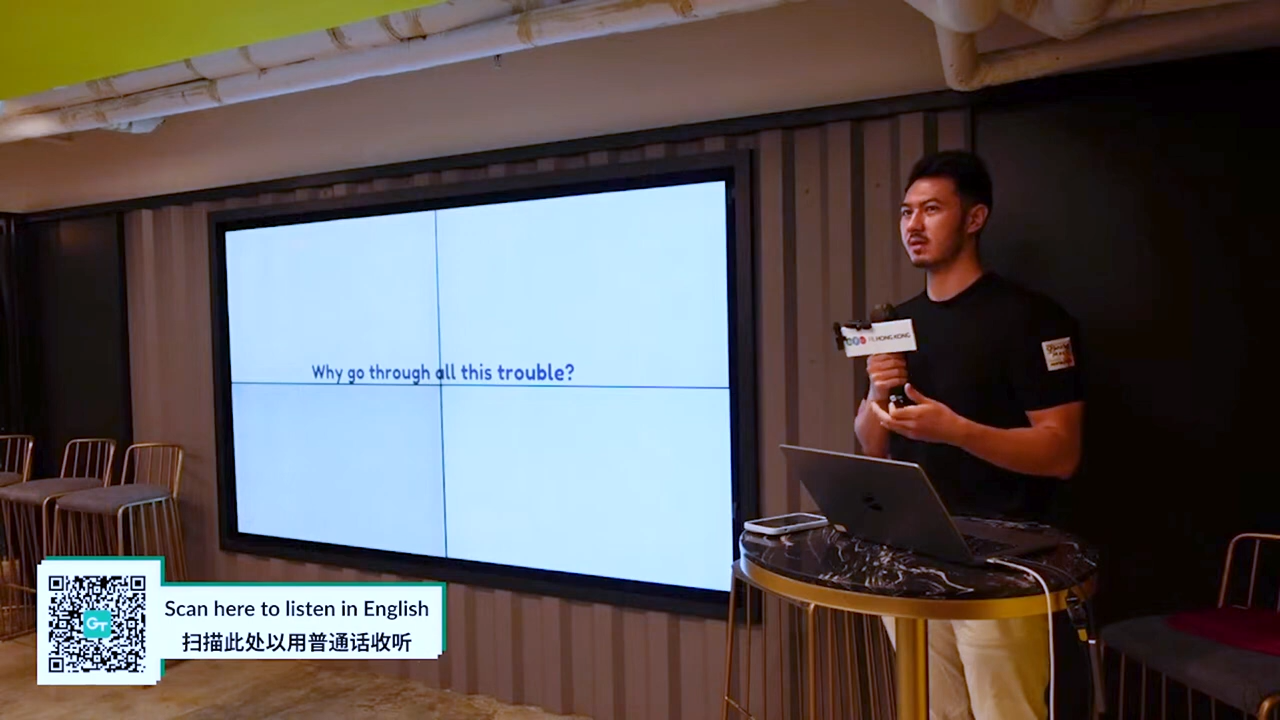 Why go through all this trouble?
HONG KONG
GT
Scan here to listen in English
扫描此处以用普通话收听